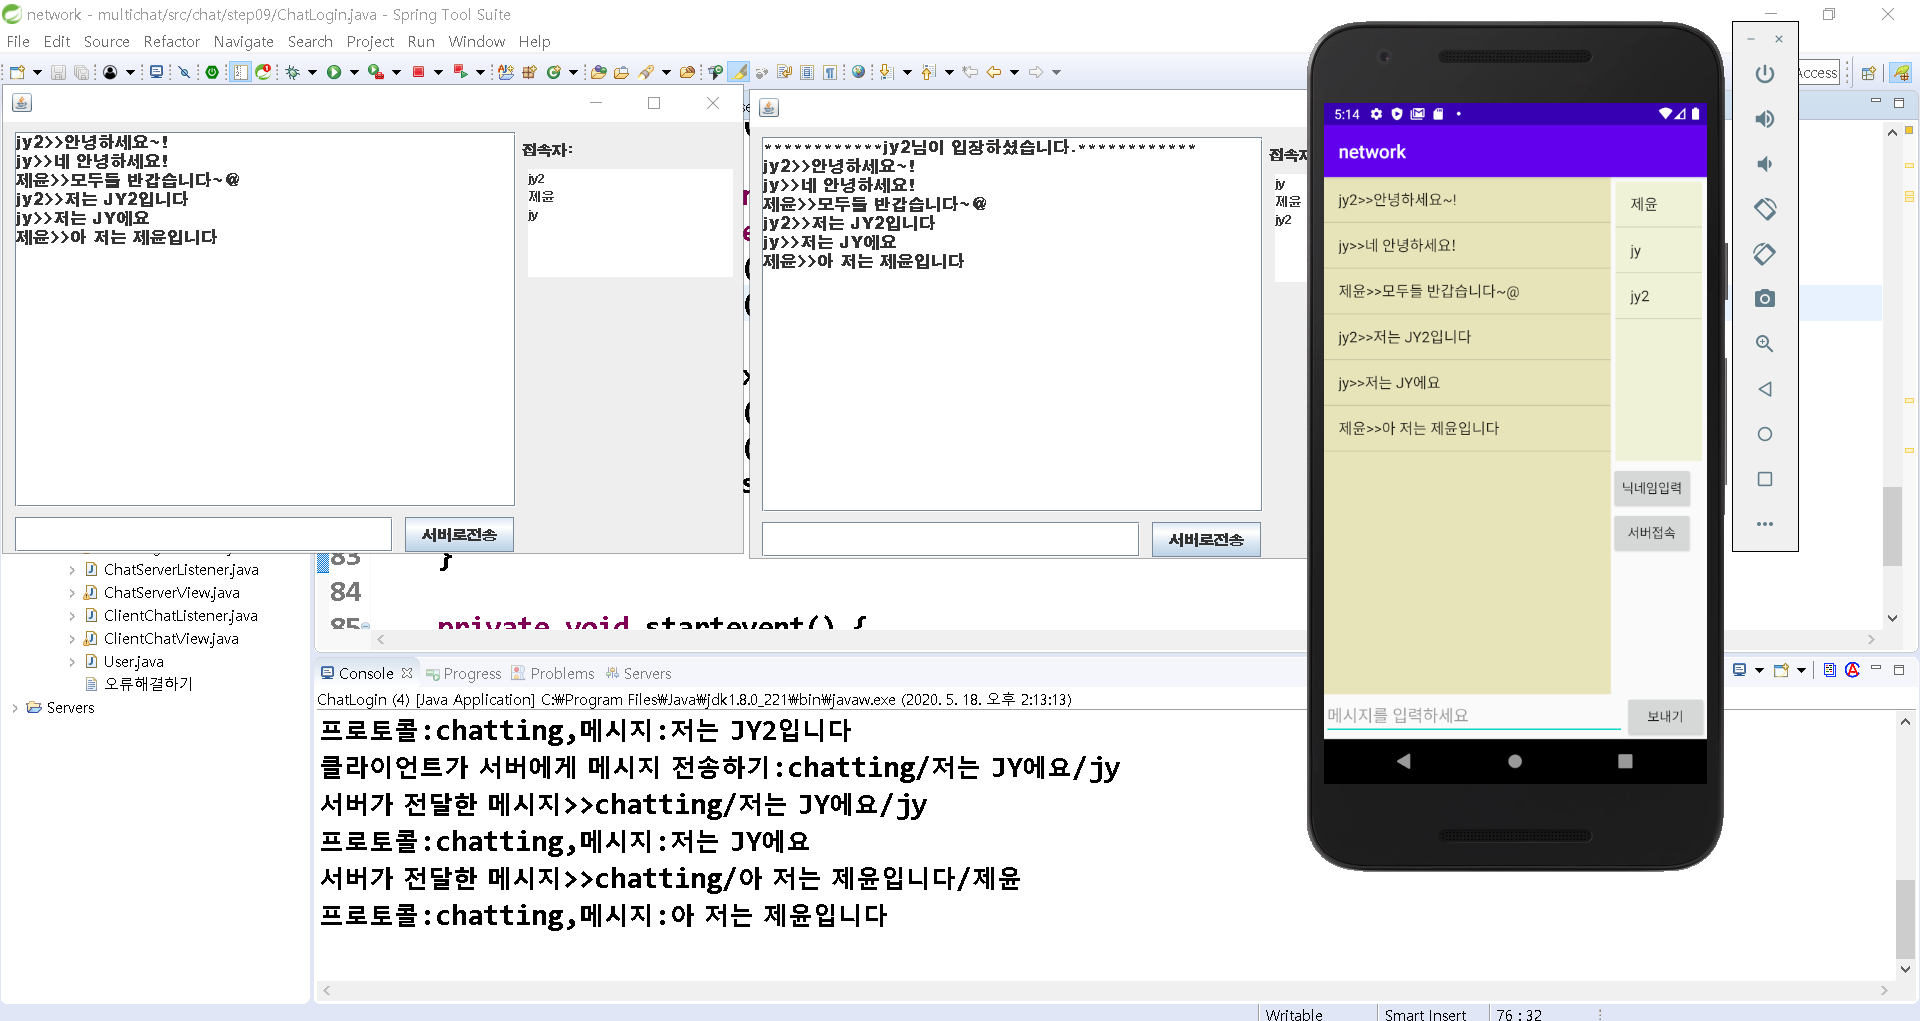 network - multichat/src/chat/step09/ChatLogin.java - Spring Tool Suite
File Edit Source Refactor Navigate Search Project Run Window Help
Access
jy2>>안녕하세요~!
jy>>네 안녕하세요!
제윤>>모두들 반갑습니다~@
jy2>>저는 JY2입니다
jy>>저는 JY에요
제윤>>아 저는 제윤입니다
접속자:
jy2
제윤
jy
서버로전송
************jy2님이 입장하셨습니다.************
jy2>>안녕하세요~!
jy>>네 안녕하세요!
제윤>>모두들 반갑습니다~@
jy2>>저는 JY2입니다
jy>>저는 JY에요
제윤>>아 저는 제윤입니다
접속자
jy
제윤
jy2
서버로전송
5:14
network
jy2>>안녕하세요~!
jy>>네 안녕하세요!
제윤>>모두들 반갑습니다~@
jy2>>저는 JY2입니다
jy>>저는 JY에요
제윤>>아 저는 제윤입니다
제윤
jy
jy2
닉네임입력
서버접속
메시지를 입력하세요
보내기
ChatServerListener.java
ChatServerView.java
ClientChatListener.java
ClientChatView.java
User.java
오류해결하기
Servers
83 }
84
85 private void startevent() {
Console Progress Problems Servers
ChatLogin (4) [Java Application] C:₩Program Files₩Java₩jdk1.8.0_221₩bin₩javaw.exe (2020. 5. 18. 오후 2:13:13)
프로토콜:chatting,메시지:저는 JY2입니다
클라이언트가 서버에게 메시지 전송하기:chatting/저는 JY에요/jy
서버가 전달한 메시지>>chatting/저는 JY에요/jy
프로토콜:chatting,메시지:저는 JY에요
서버가 전달한 메시지>>chatting/아 저는 제윤입니다/제윤
프로토콜:chatting,메시지:아 저는 제윤입니다
Writable Smart Insert 76 : 32